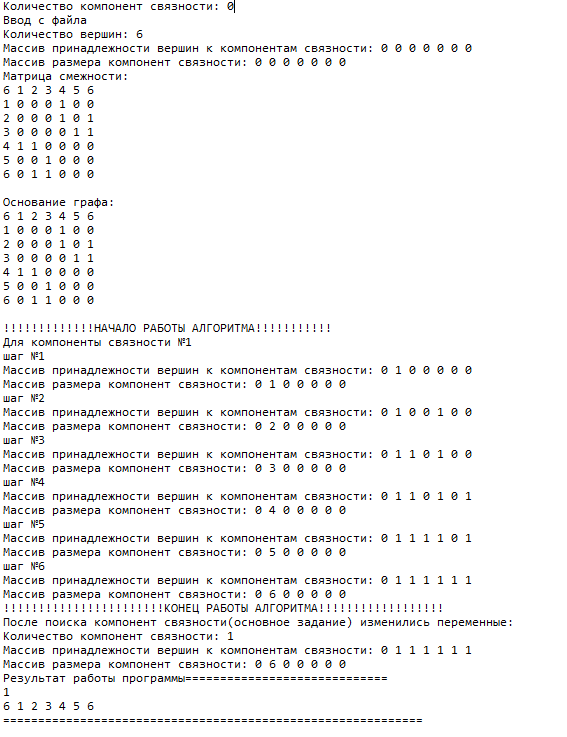 Количество компонент связности: 0
Ввод с файла
Количество вершин: 6
Массив принадлежности вершин к компонентам связности: 0 0 0 0 0 0 0
Массив размера компонент связности: 0 0 0 0 0 0 0
Матрица смежности:
6 1 2 3 4 5 6
1 0 0 0 1 0 0
2 0 0 0 1 0 1
3 0 0 0 0 1 1
4 1 1 0 0 0 0
5 0 0 1 0 0 0
6 0 1 1 0 0 0
Основание графа:
6 1 2 3 4 5 6
1 0 0 0 1 0 0
2 0 0 0 1 0 1
3 0 0 0 0 1 1
4 1 1 0 0 0 0
5 0 0 1 0 0 0
6 0 1 1 0 0 0
!!!!!!!!!!!!!НАЧАЛО РАБОТЫ АЛГОРИТМА!!!!!!!!!!!
Для компоненты связности №1
шаг №1
Массив принадлежности вершин к компонентам связности: 0 1 0 0 0 0 0
Массив размера компонент связности: 0 1 0 0 0 0 0
шаг №2
Массив принадлежности вершин к компонентам связности: 0 1 0 0 1 0 0
Массив размера компонент связности: 0 2 0 0 0 0 0
шаг №3
Массив принадлежности вершин к компонентам связности: 0 1 1 0 1 0 0
Массив размера компонент связности: 0 3 0 0 0 0 0
шаг №4
Массив принадлежности вершин к компонентам связности: 0 1 1 0 1 0 1
Массив размера компонент связности: 0 4 0 0 0 0 0
шаг №5
Массив принадлежности вершин к компонентам связности: 0 1 1 1 1 0 1
Массив размера компонент связности: 0 5 0 0 0 0 0
шаг №6
Массив принадлежности вершин к компонентам связности: 0 1 1 1 1 1 1
Массив размера компонент связности: 0 6 0 0 0 0 0
!!!!!!!!!!!!!!!!!!!!!!!КОНЕЦ РАБОТЫ АЛГОРИТМА!!!!!!!!!!!!!!!!!!
После поиска компонент связности(основное задание) изменились переменные:
Количество компонент связности: 1
Массив принадлежности вершин к компонентам связности: 0 1 1 1 1 1 1
Массив размера компонент связности: 0 6 0 0 0 0 0
Результат работы программы=============================
1
6 1 2 3 4 5 6
============================================================